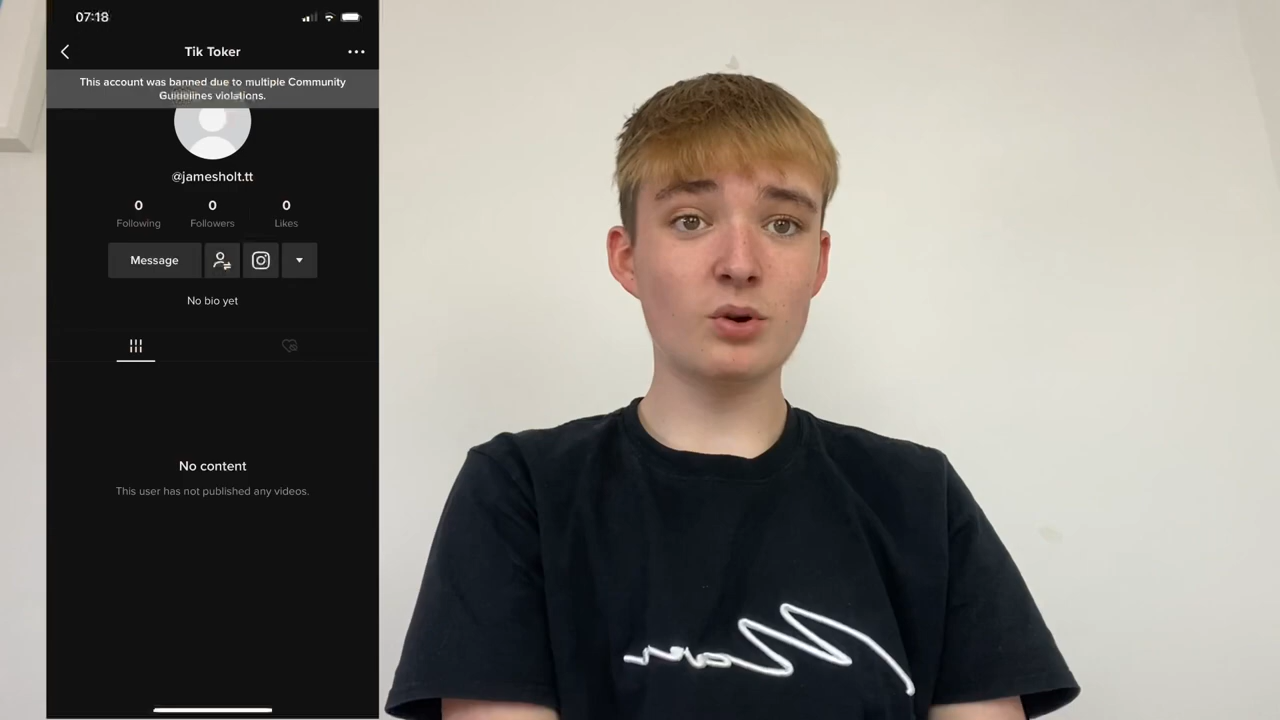 07:18
Tik Toker
This account was banned due to multiple Community
Guidelines violations.
@jamesholt.tt
0 0 0
Following Followers Likes
Message
No bio yet
No content
This user has not published any videos.